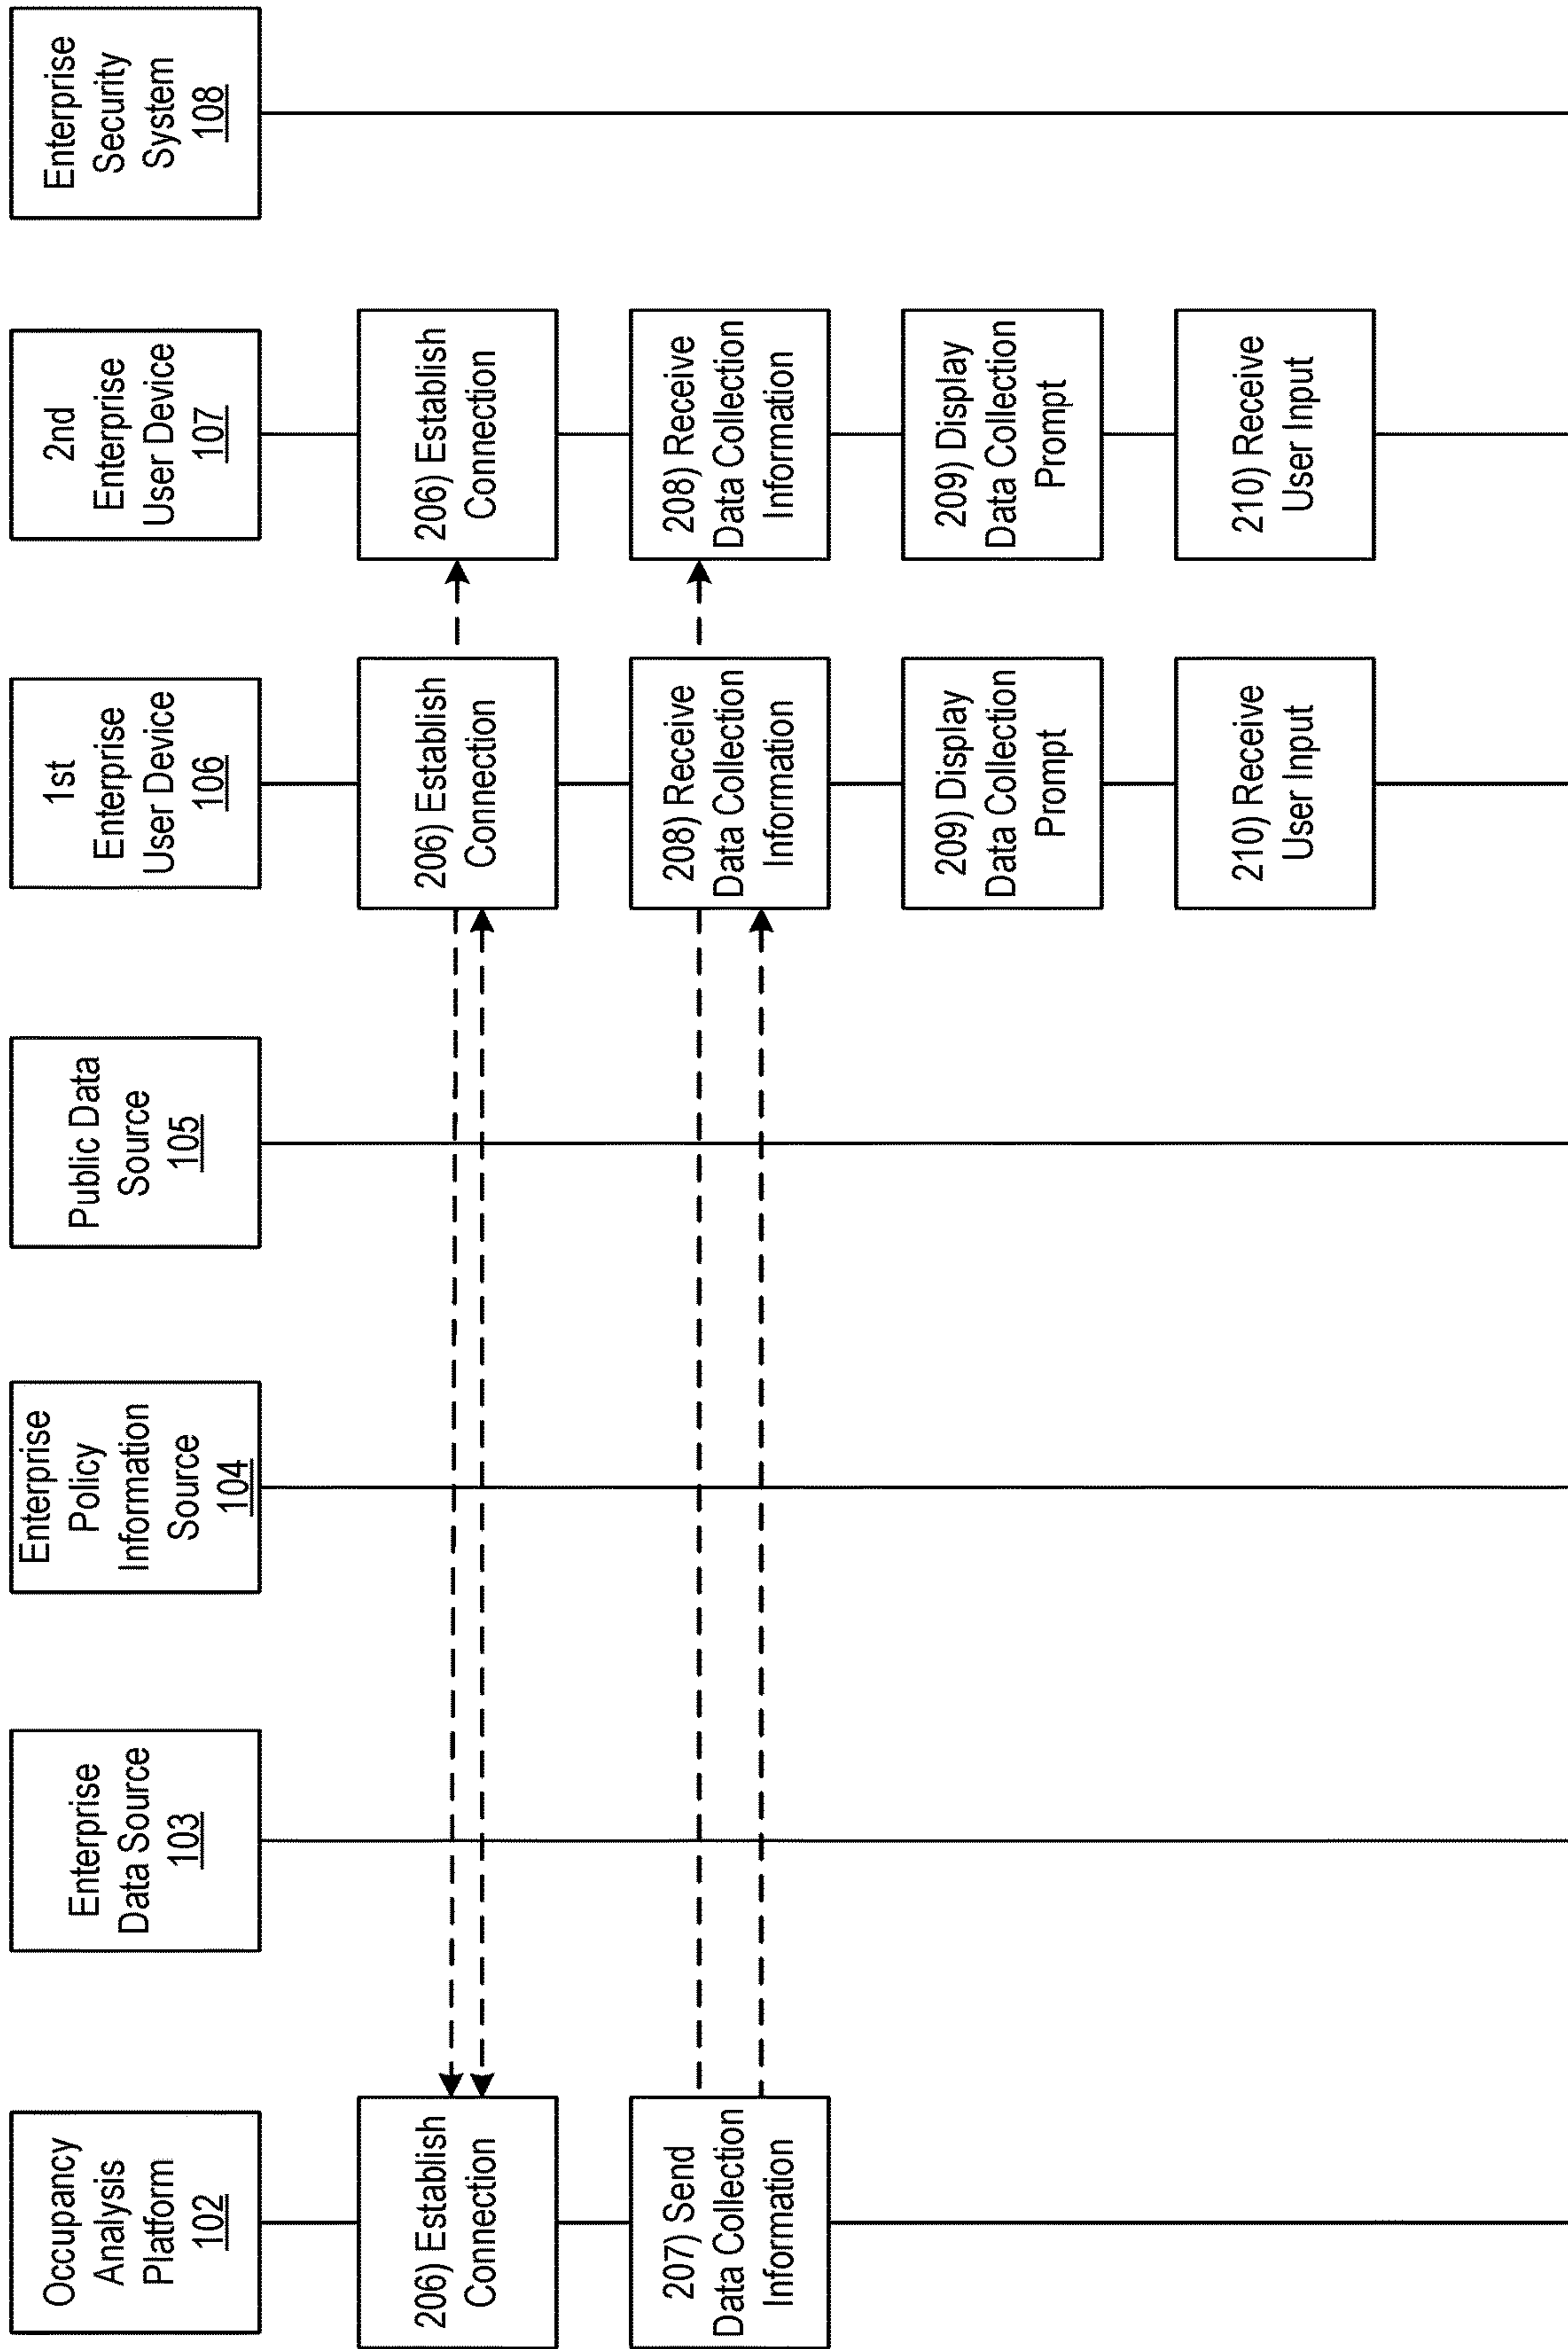 Occupancy
Analysis
Platform
102
Enterprise
Data Source
103
Enterprise
Policy
Information
Source
104
Public Data
Source
105
1st
Enterprise
User Device
106
2nd
Enterprise
User Device
107
Enterprise
Security
System
108
206) Establish
Connection
206) Establish
Connection
206) Establish
Connection
207) Send
Data Collection
Information
208) Receive
Data Collection
Information
208) Receive
Data Collection
Information
209) Display
Data Collection
Prompt
209) Display
Data Collection
Prompt
210) Receive
User Input
210) Receive
User Input